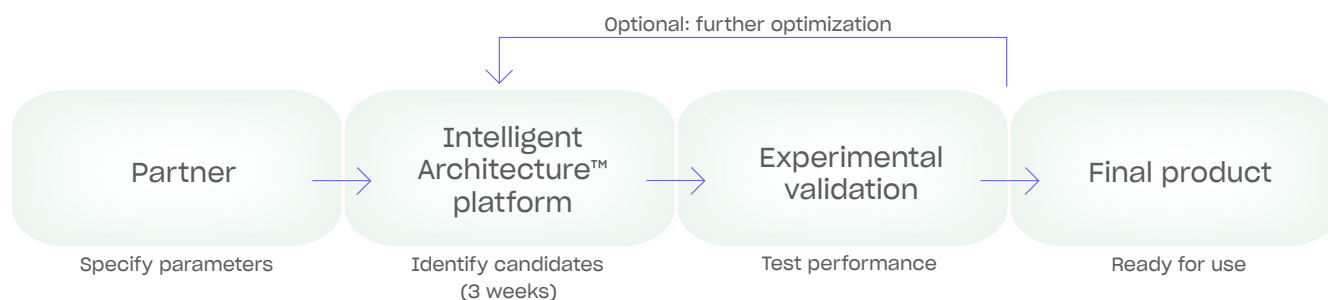 Optional: further optimization
Partner
Intelligent
Architecture™
platform
Experimental
validation
Final product
Specify parameters
Identify candidates
(3 weeks)
Test performance
Ready for use